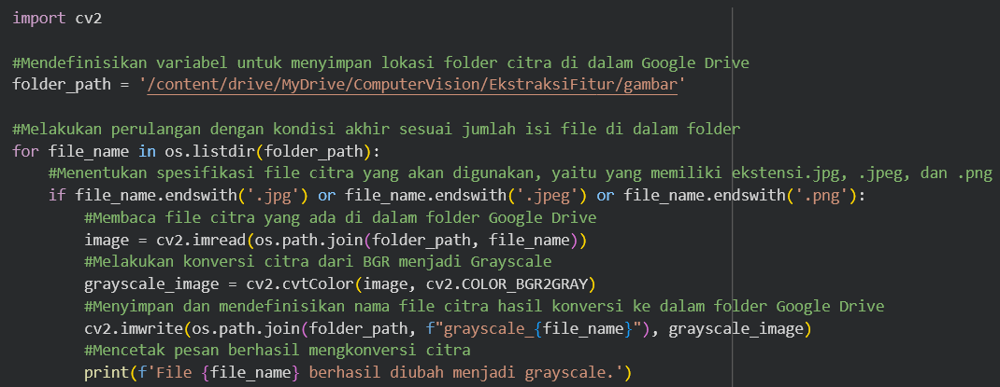 import cv2
#Mendefinisikan variabel untuk menyimpan lokasi folder citra di dalam Google Drive
folder_path = '/content/drive/MyDrive/ComputerVision/EkstraksiFitur/gambar'
#Melakukan perulangan dengan kondisi akhir sesuai jumlah isi file di dalam folder
for file_name in os.listdir(folder_path):
    #Menentukan spesifikasi file citra yang akan digunakan, yaitu yang memiliki ekstensi.jpg, .jpeg, dan .png
    if file_name.endswith('.jpg') or file_name.endswith('.jpeg') or file_name.endswith('.png'):
        #Membaca file citra yang ada di dalam folder Google Drive
        image = cv2.imread(os.path.join(folder_path, file_name))
        #Melakukan konversi citra dari BGR menjadi Grayscale
        grayscale_image = cv2.cvtColor(image, cv2.COLOR_BGR2GRAY)
        #Menyimpan dan mendefinisikan nama file citra hasil konversi ke dalam folder Google Drive
        cv2.imwrite(os.path.join(folder_path, f"grayscale_{file_name}"), grayscale_image)
        #Mencetak pesan berhasil mengkonversi citra
        print(f'File {file_name} berhasil diubah menjadi grayscale.')